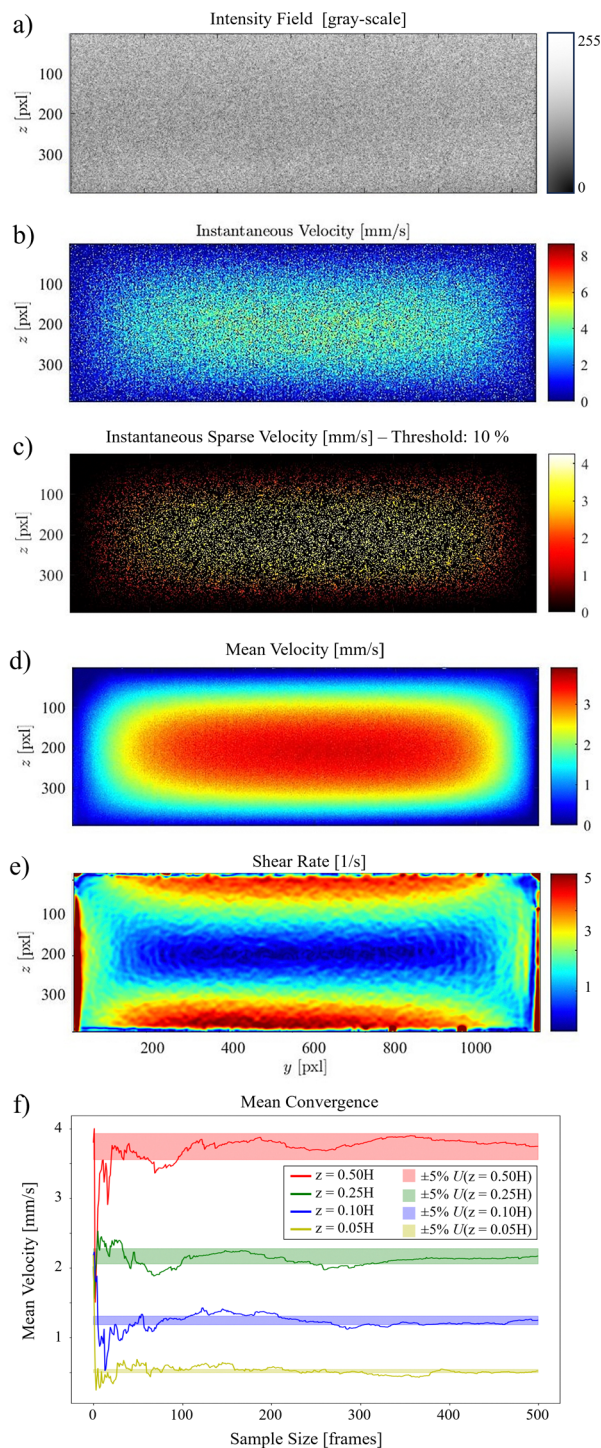 a)
Intensity Field [gray-scale]
255
100
200
300
z [pxl]
0
b)
Instantaneous Velocity [mm/s]
8
100
6
200
4
300
2
z [pxl]
0
c)
Instantaneous Sparse Velocity [mm/s] – Threshold: 10 %
4
100
3
200
2
300
1
z [pxl]
0
d)
Mean Velocity [mm/s]
100
3
200
2
300
1
z [pxl]
0
e)
Shear Rate [1/s]
5
100
3
200
300
1
z [pxl]
200 400 600 800 1000
y [pxl]
f)
Mean Convergence
4
3
2
1
Mean Velocity [mm/s]
z = 0.50H ±5% U(z = 0.50H)
z = 0.25H ±5% U(z = 0.25H)
z = 0.10H ±5% U(z = 0.10H)
z = 0.05H ±5% U(z = 0.05H)
0 100 200 300 400 500
Sample Size [frames]